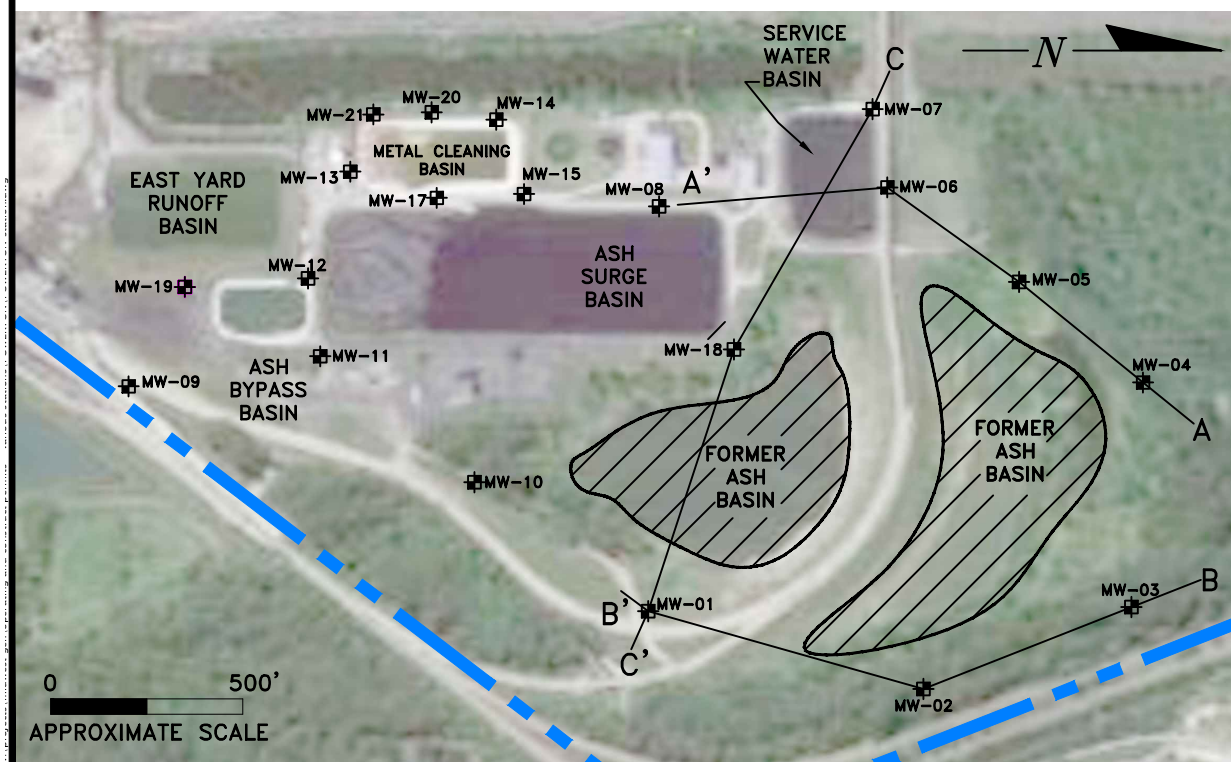 SERVICE
WATER
BASIN
N
C
MW-07
MW-20
MW-14
MW-21
METAL CLEANING
BASIN
MW-13
MW-15
MW-17
MW-08
A'
MW-06
EAST YARD
RUNOFF
BASIN
ASH
SURGE
BASIN
MW-12
MW-19
MW-05
MW-18
MW-11
MW-09
ASH
BYPASS
BASIN
MW-04
A
FORMER
ASH
BASIN
FORMER
ASH
BASIN
MW-10
B
MW-03
B'
MW-01
C'
MW-02
0 500'
APPROXIMATE SCALE